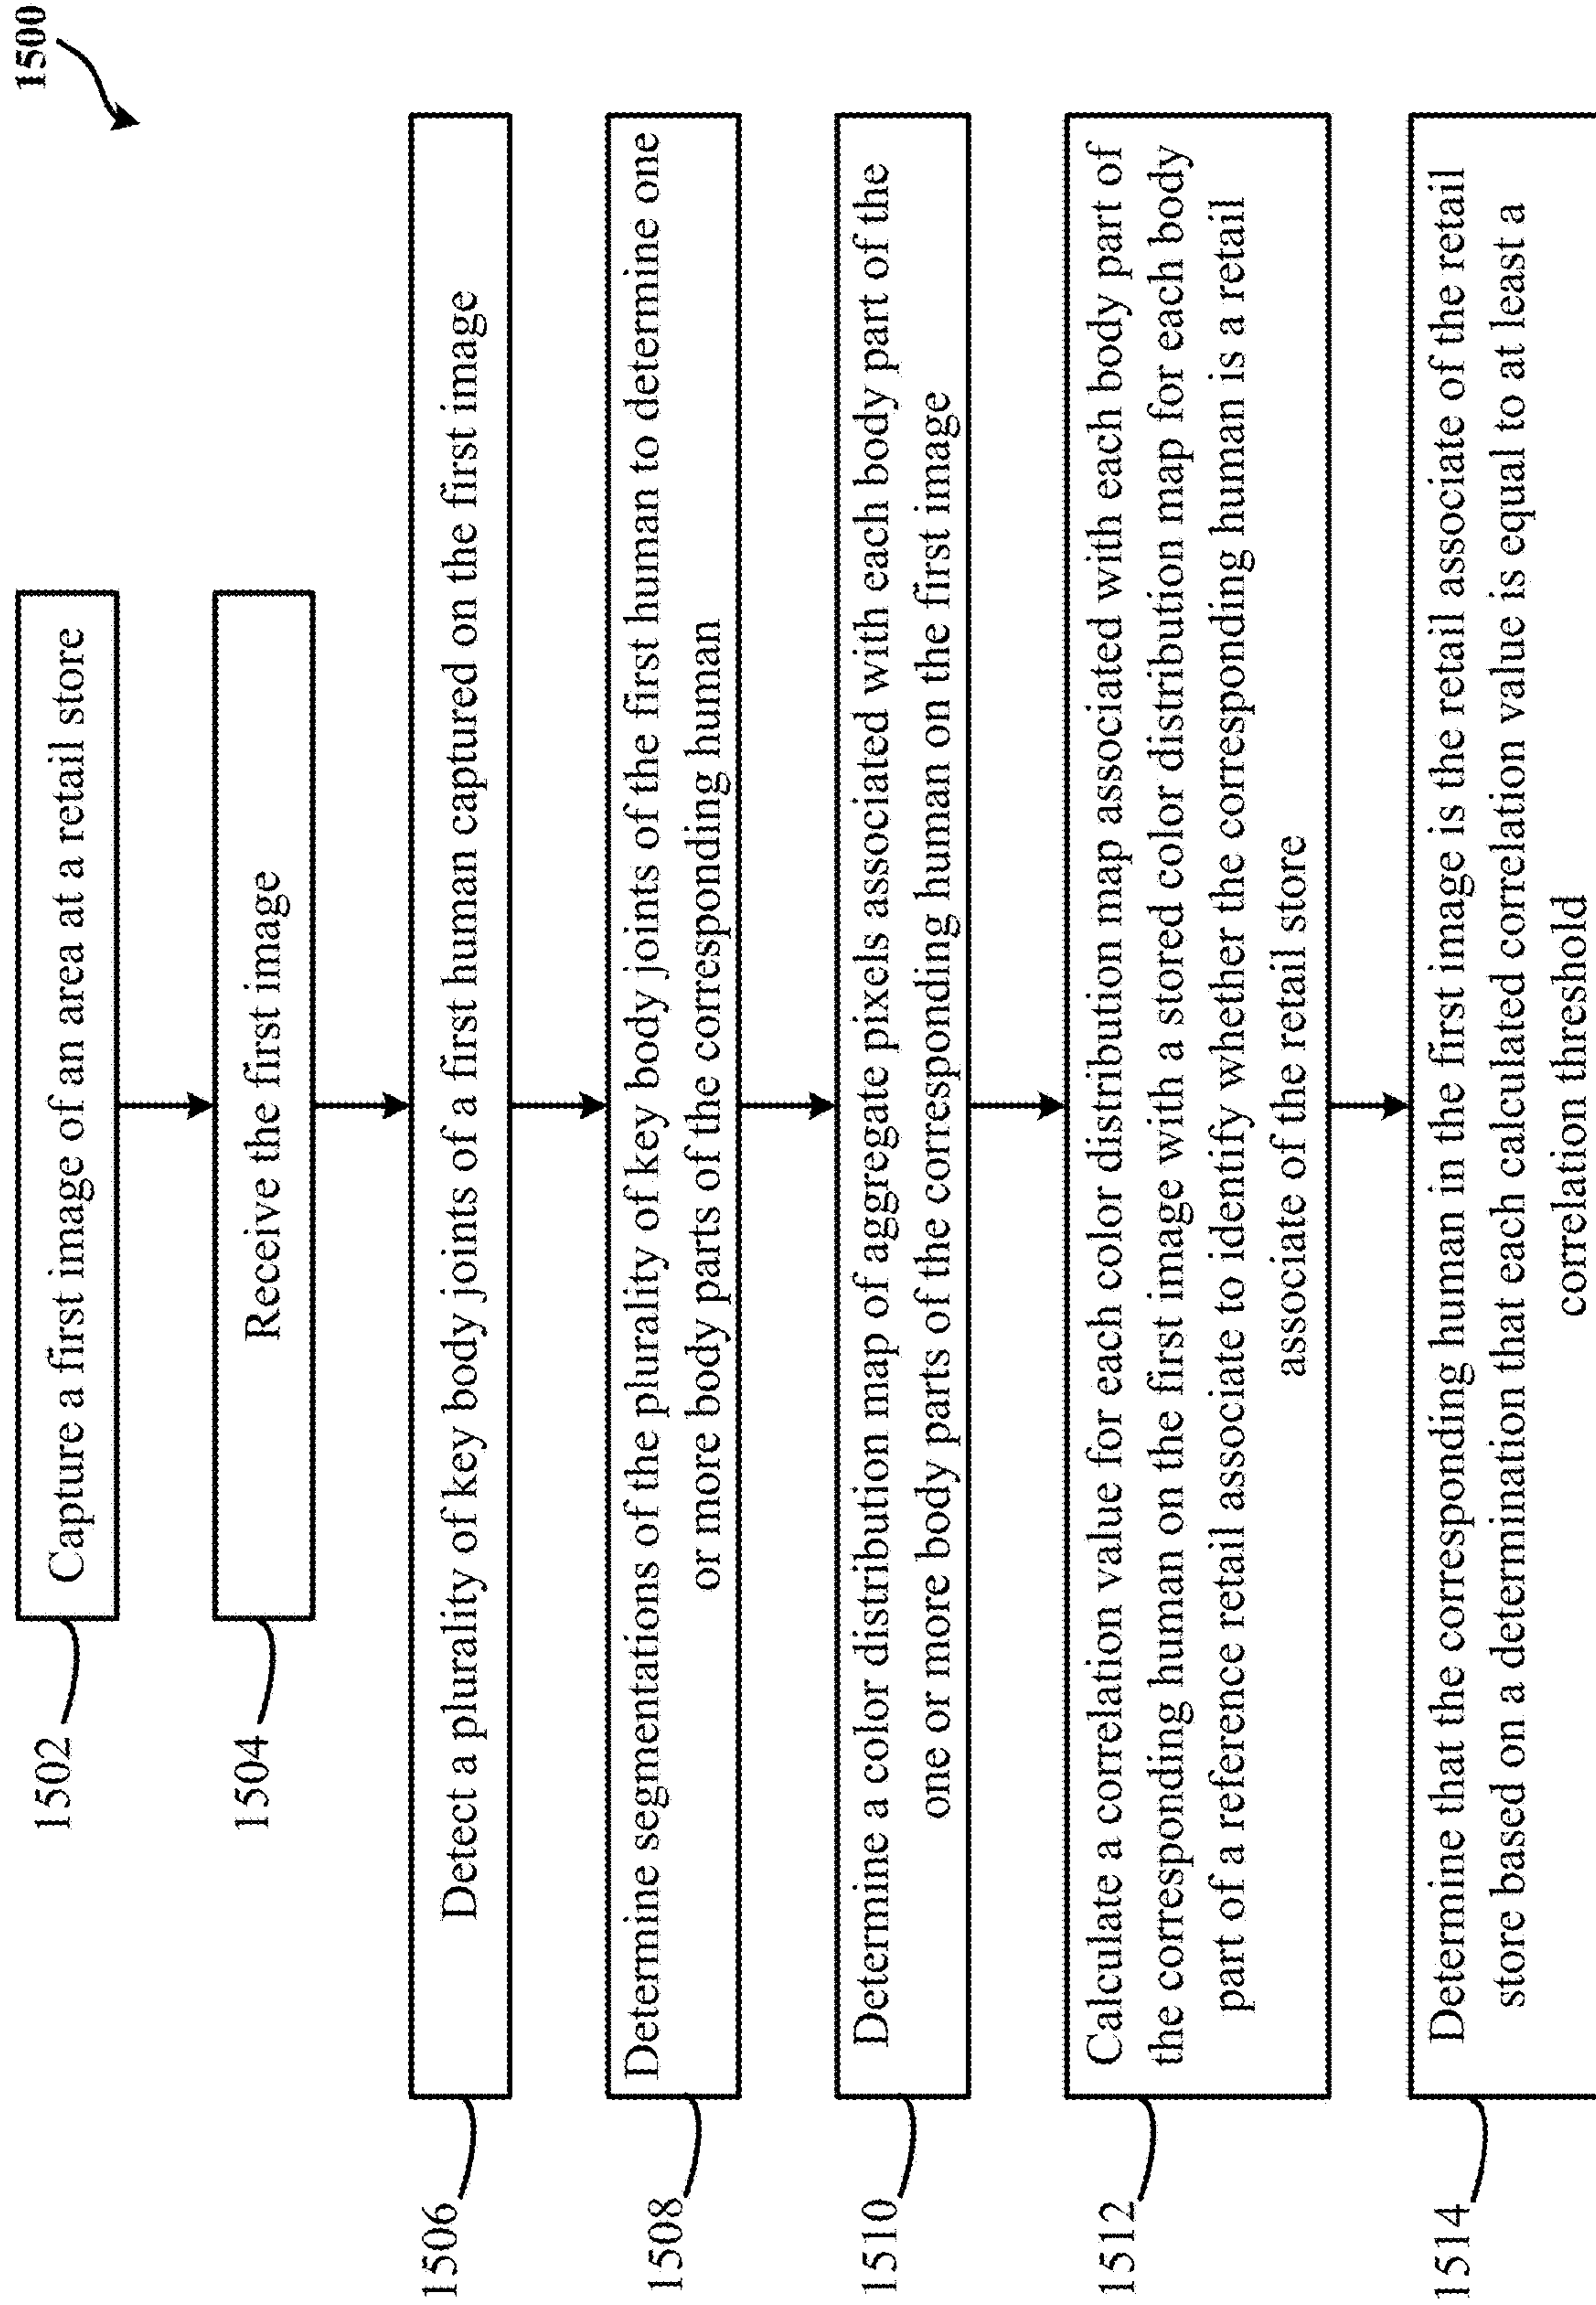 1500
1502
Capture a first image of an area at a retail store
1504
Receive the first image
1506
Detect a plurality of key body joints of a first human captured on the first image
1508
Determine segmentations of the plurality of key body joints of the first human to determine one
or more body parts of the corresponding human
1510
Determine a color distribution map of aggregate pixels associated with each body part of the
one or more body parts of the corresponding human on the first image
1512
Calculate a correlation value for each color distribution map associated with each body part of
the corresponding human on the first image with a stored color distribution map for each body
part of a reference retail associate to identify whether the corresponding human is a retail
associate of the retail store
1514
Determine that the corresponding human in the first image is the retail associate of the retail
store based on a determination that each calculated correlation value is equal to at least a
correlation threshold